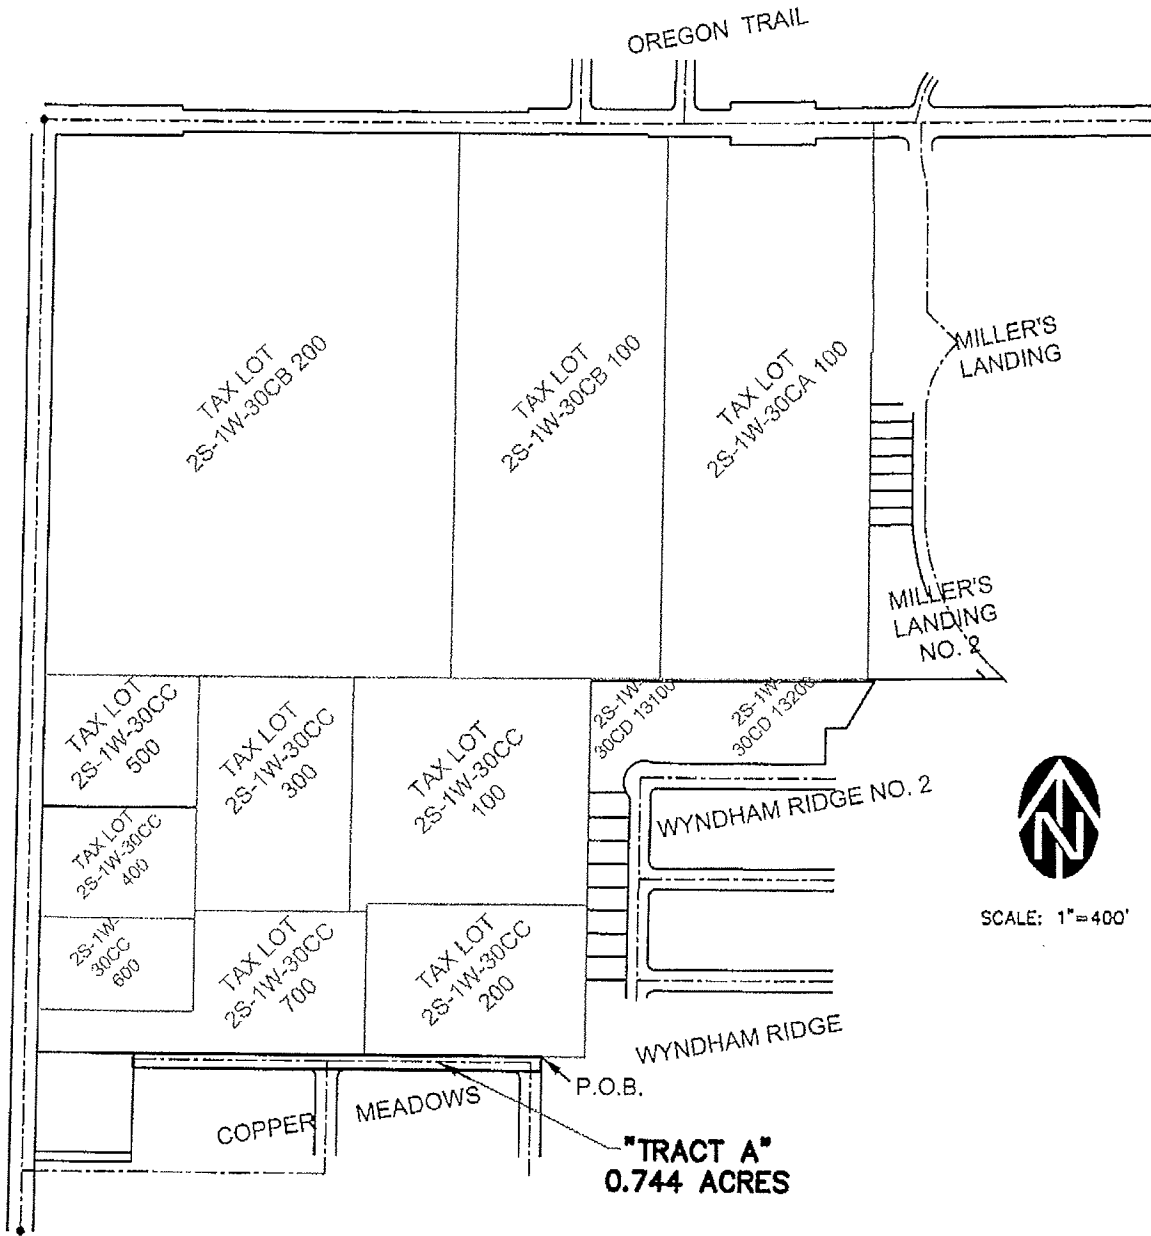 OREGON TRAIL
TAX LOT
2S-1W-30CB 200
TAX LOT
2S-1W-30CB 100
TAX LOT
2S-1W-30CA 100
MILLER'S
LANDING
MILLER'S
LANDING
NO. 2
TAX LOT
2S-1W-30CC
500
TAX LOT
2S-1W-30CC
300
TAX LOT
2S-1W-30CC
100
2S-1W-
30CD 13100
2S-1W-
30CD 13200
TAX LOT
2S-1W-30CC
400
WYNDHAM RIDGE NO. 2
N
SCALE: 1"=400'
2S-1W-
30CC
600
TAX LOT
2S-1W-30CC
700
TAX LOT
2S-1W-30CC
200
WYNDHAM RIDGE
P.O.B.
COPPER MEADOWS
"TRACT A"
0.744 ACRES